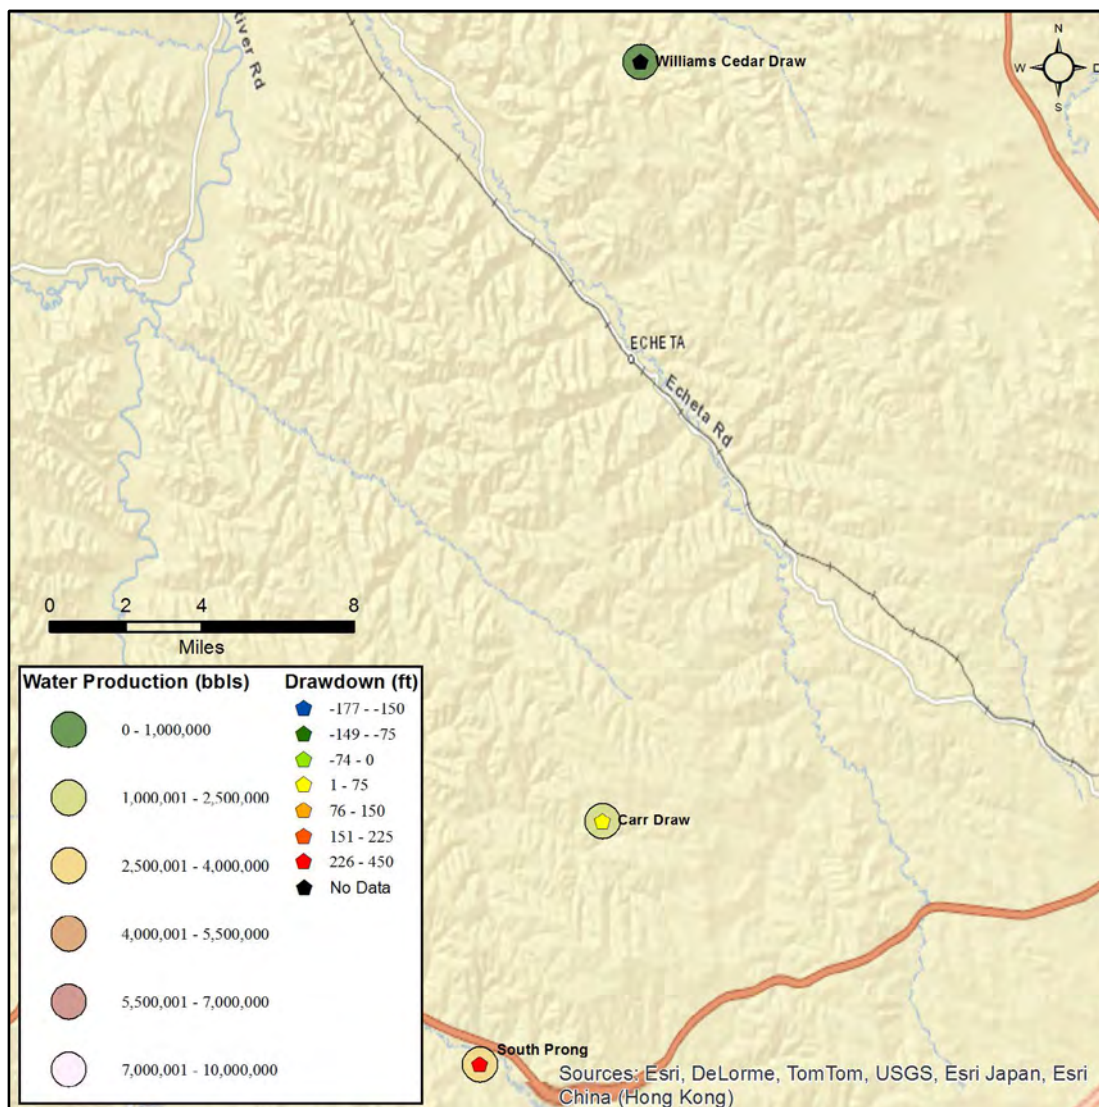 River Rd
Williams Cedar Draw
N
W
D
S
ECHETA
Echeta Rd
0 2 4 8
Miles
Water Production (bbls)
0 - 1,000,000
1,000,001 - 2,500,000
2,500,001 - 4,000,000
4,000,001 - 5,500,000
5,500,001 - 7,000,000
7,000,001 - 10,000,000
Drawdown (ft)
-177 - -150
-149 - -75
-74 - 0
1 - 75
76 - 150
151 - 225
226 - 450
No Data
Carr Draw
South Prong
Sources: Esri, DeLorme, TomTom, USGS, Esri Japan, Esri
China (Hong Kong)